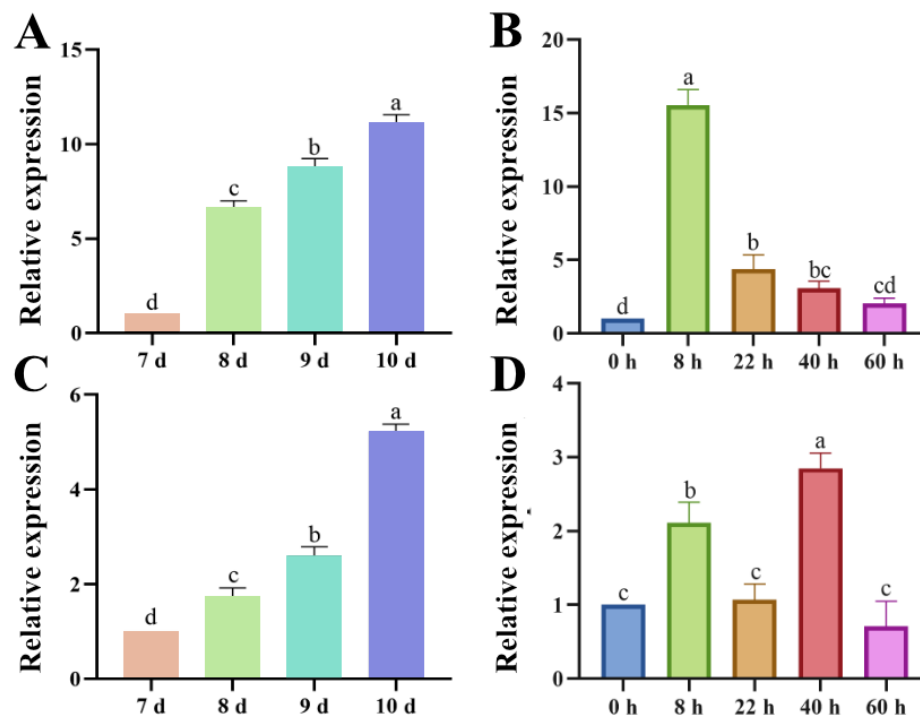 A
Relative expression
15
10
5
0
d
c
b
a
7 d 8 d 9 d 10 d
B
Relative expression
20
15
10
5
0
d
a
b
bc
cd
0 h 8 h 22 h 40 h 60 h
C
Relative expression
6
4
2
0
d
c
b
a
7 d 8 d 9 d 10 d
D
Relative expression
4
3
2
1
0
c
b
c
a
c
0 h 8 h 22 h 40 h 60 h